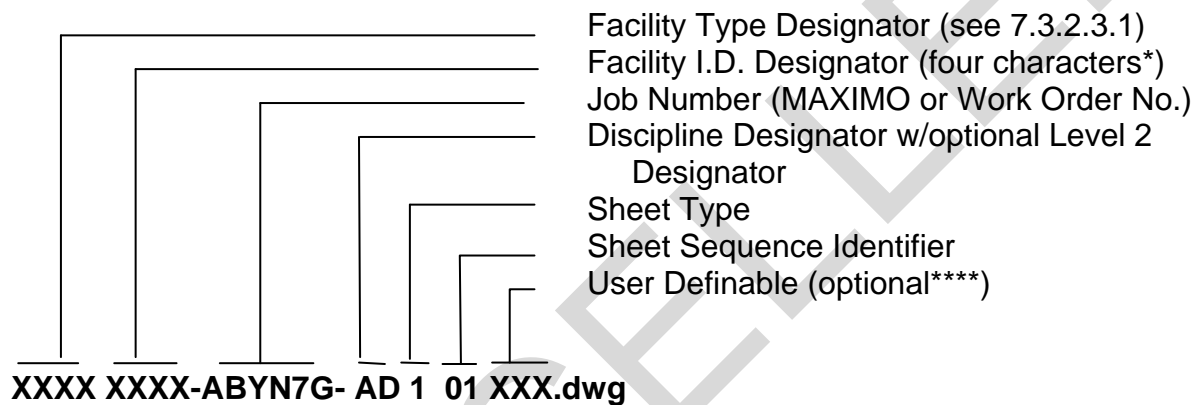 Facility Type Designator (see 7.3.2.3.1)
Facility I.D. Designator (four characters*)
Job Number (MAXIMO or Work Order No.)
Discipline Designator w/optional Level 2
Designator
Sheet Type
Sheet Sequence Identifier
User Definable (optional****)
XXXX XXXX-ABYN7G- AD 1 01 XXX.dwg